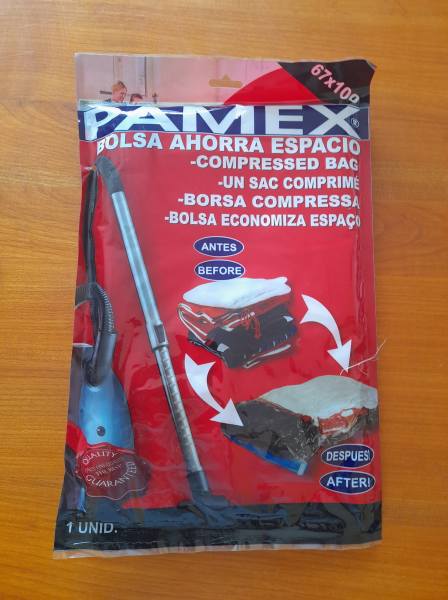 67x100
PAMEX®
BOLSA AHORRA ESPACIO
-COMPRESSED BAG
-UN SAC COMPRIMÉ
-BORSA COMPRESSA
-BOLSA ECONOMIZA ESPAÇO
ANTES
BEFORE
DESPUES!
AFTER!
QUALITY
GUARANTEED
1 UNID.